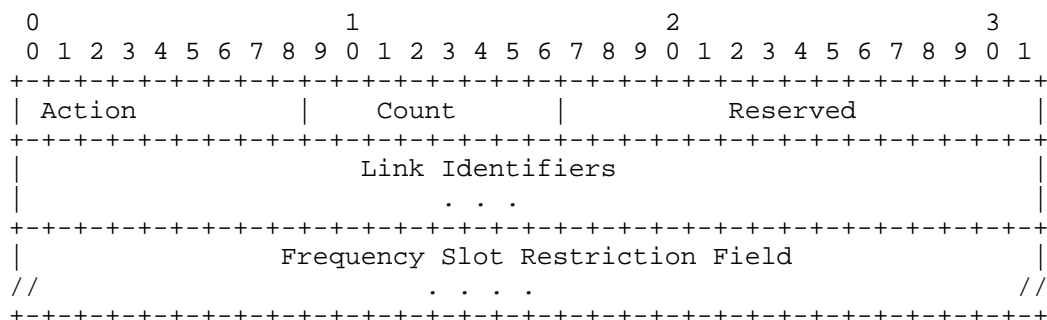 0                   1                   2                   3
 0 1 2 3 4 5 6 7 8 9 0 1 2 3 4 5 6 7 8 9 0 1 2 3 4 5 6 7 8 9 0 1
+-+-+-+-+-+-+-+-+-+-+-+-+-+-+-+-+-+-+-+-+-+-+-+-+-+-+-+-+-+-+-+-+
| Action          |    Count      |          Reserved           |
+-+-+-+-+-+-+-+-+-+-+-+-+-+-+-+-+-+-+-+-+-+-+-+-+-+-+-+-+-+-+-+-+
|                     Link Identifiers                          |
|                          . . .                                |
+-+-+-+-+-+-+-+-+-+-+-+-+-+-+-+-+-+-+-+-+-+-+-+-+-+-+-+-+-+-+-+-+
|                Frequency Slot Restriction Field               |
//                        . . . .                              //
+-+-+-+-+-+-+-+-+-+-+-+-+-+-+-+-+-+-+-+-+-+-+-+-+-+-+-+-+-+-+-+-+